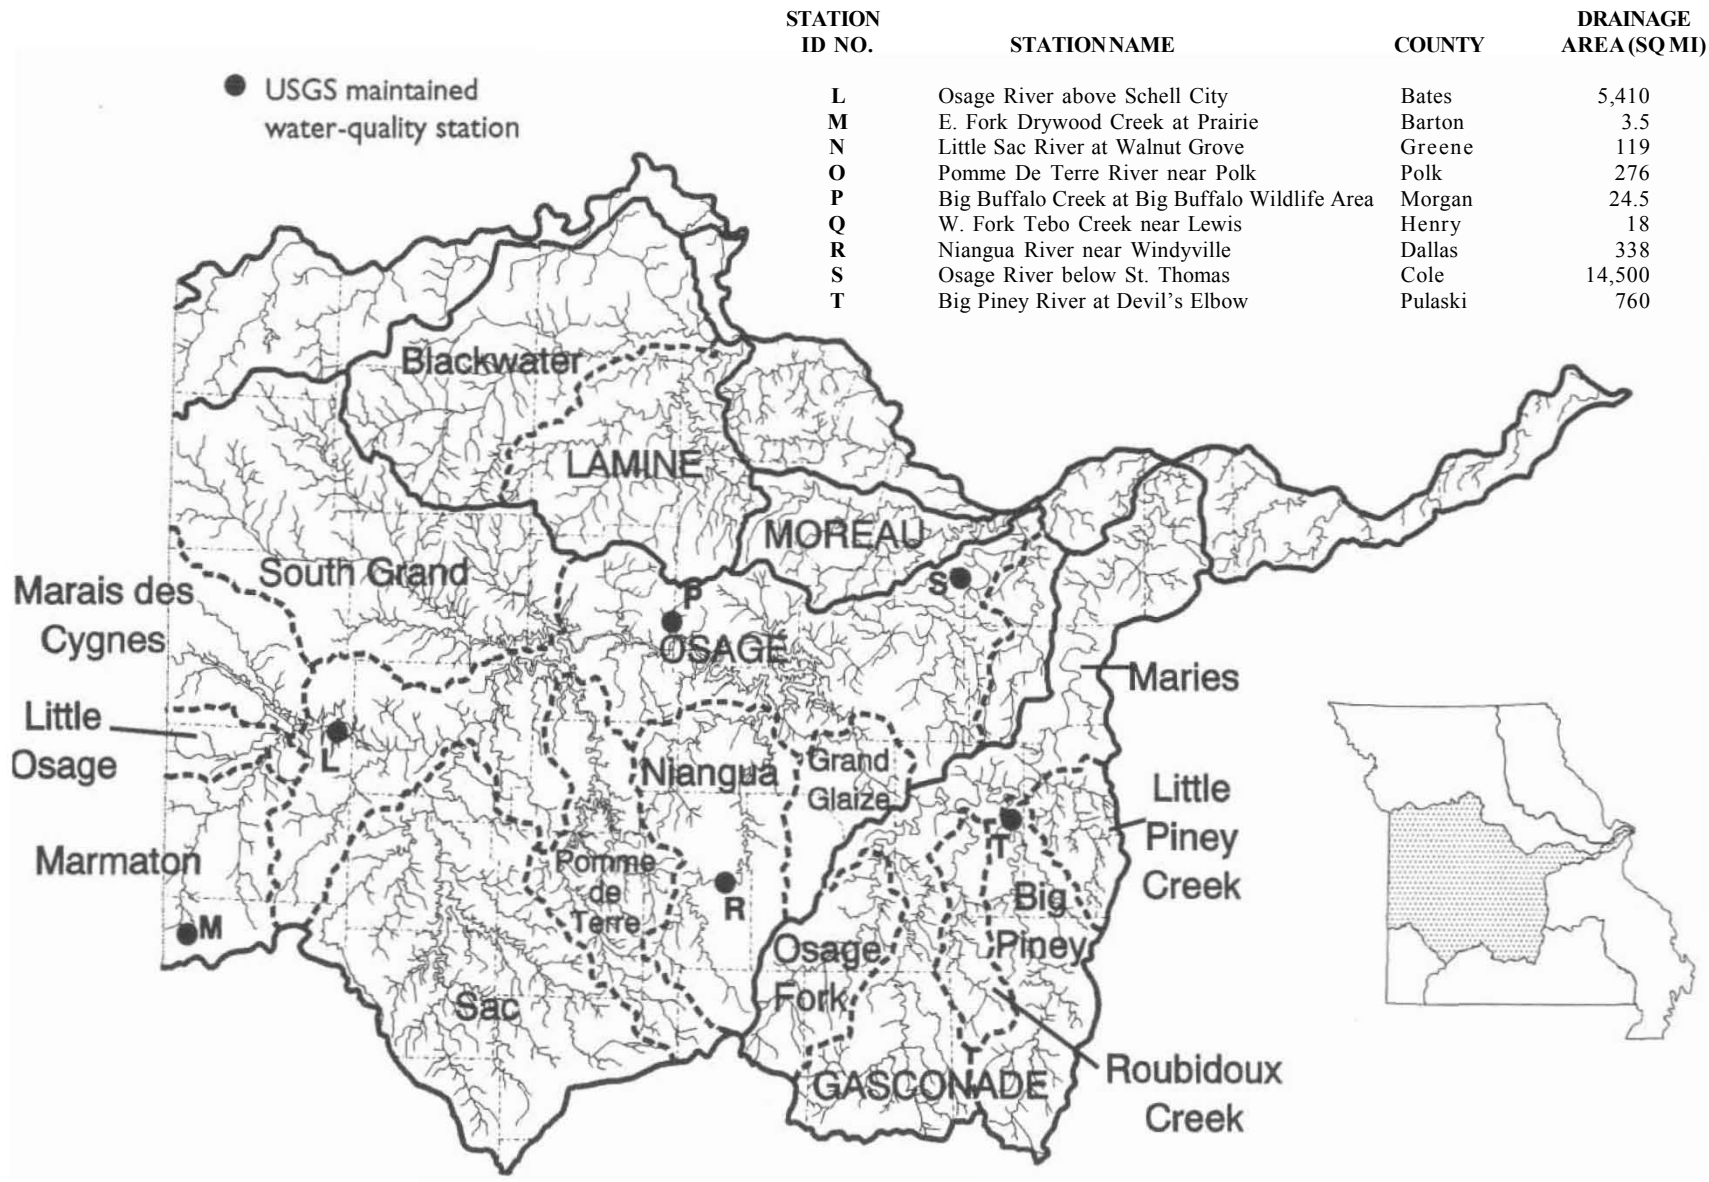 STATION DRAINAGE
ID NO. STATION NAME COUNTY AREA (SQ MI)
L Osage River above Schell City Bates 5,410
M E. Fork Drywood Creek at Prairie Barton 3.5
N Little Sac River at Walnut Grove Greene 119
O Pomme De Terre River near Polk Polk 276
P Big Buffalo Creek at Big Buffalo Wildlife Area Morgan 24.5
Q W. Fork Tebo Creek near Lewis Henry 18
R Niangua River near Windyville Dallas 338
S Osage River below St. Thomas Cole 14,500
T Big Piney River at Devil's Elbow Pulaski 760
USGS maintained
water-quality station
Blackwater
LAMINE
MOREAU
South Grand
Marais des
Cygnes
S
P
OSAGE
Maries
Little
Osage
L
Niangua
Grand
Glaize
Little
Piney
Creek
T
Marmaton
Pomme
de
Terre
R
Big
Piney
M
Osage
Fork
Sac
GASCONADE
Roubidoux
Creek